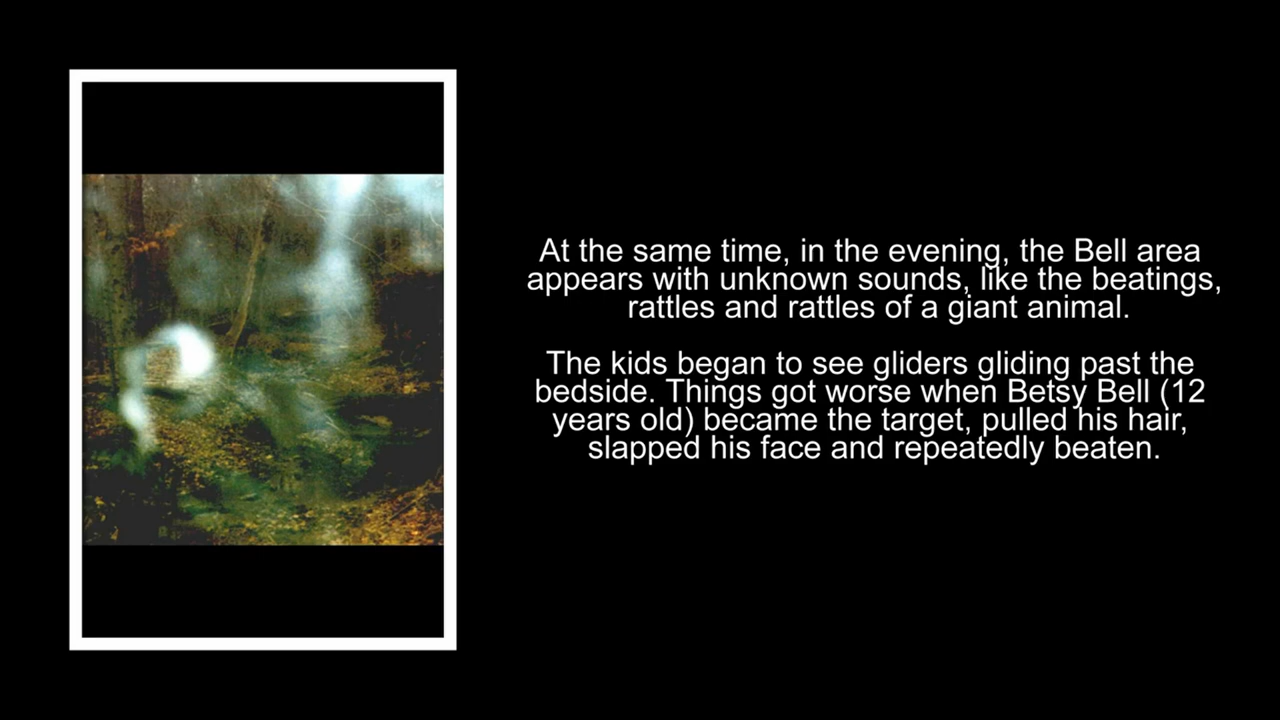 At the same time, in the evening, the Bell area
appears with unknown sounds, like the beatings,
rattles and rattles of a giant animal.
The kids began to see gliders gliding past the
bedside. Things got worse when Betsy Bell (12
years old) became the target, pulled his hair,
slapped his face and repeatedly beaten.